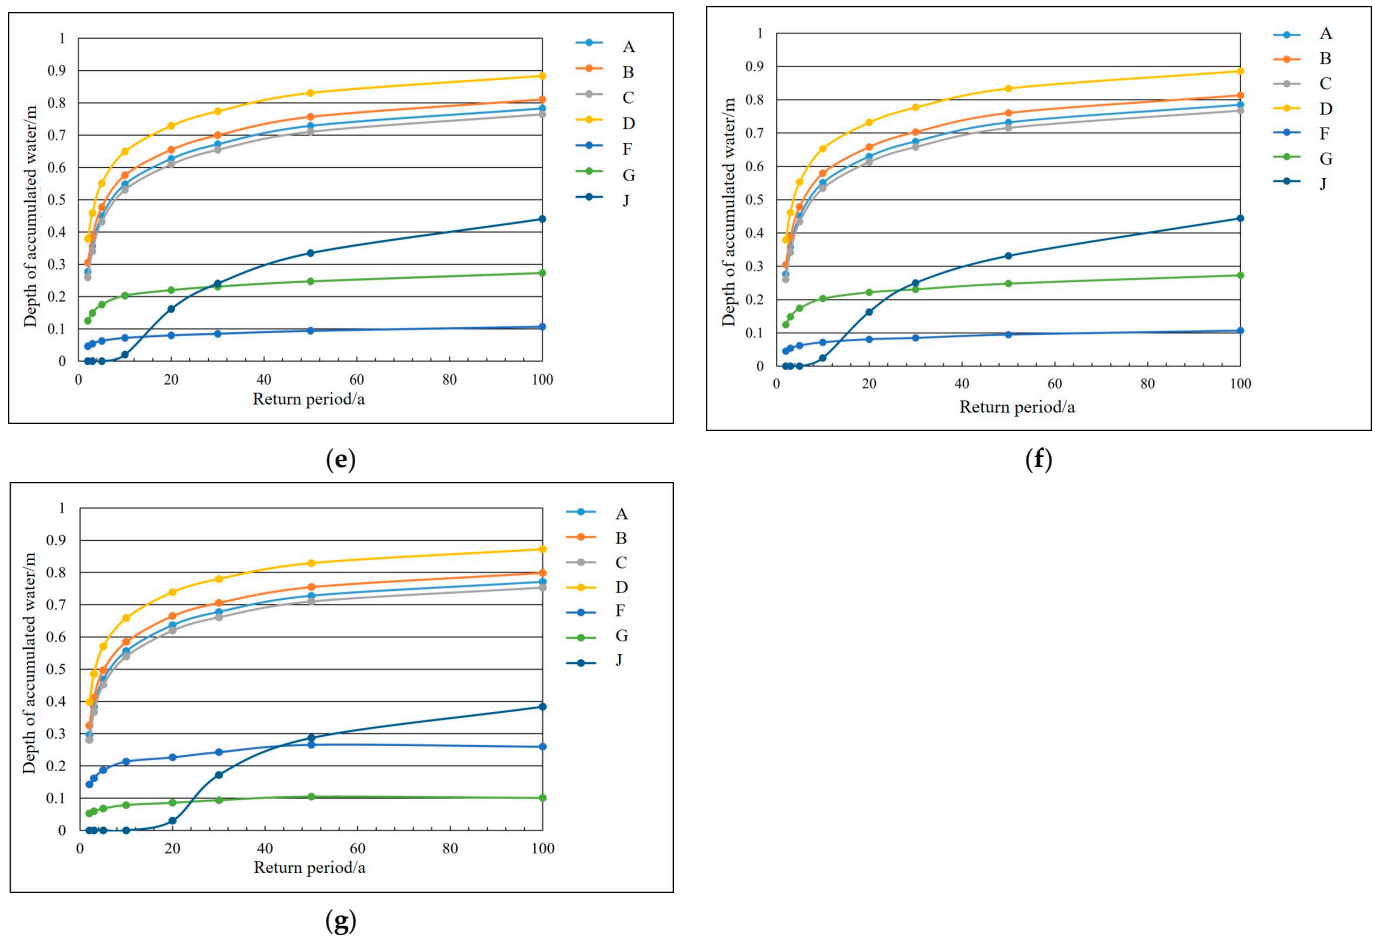 1
0.9
0.8
0.7
0.6
0.5
0.4
0.3
0.2
0.1
0
0 20 40 60 80 100
Depth of accumulated water/m
Return period/a
A
B
C
D
F
G
J
(e)
1
0.9
0.8
0.7
0.6
0.5
0.4
0.3
0.2
0.1
0
0 20 40 60 80 100
Depth of accumulated water/m
Return period/a
A
B
C
D
F
G
J
(f)
1
0.9
0.8
0.7
0.6
0.5
0.4
0.3
0.2
0.1
0
0 20 40 60 80 100
Depth of accumulated water/m
Return period/a
A
B
C
D
F
G
J
(g)